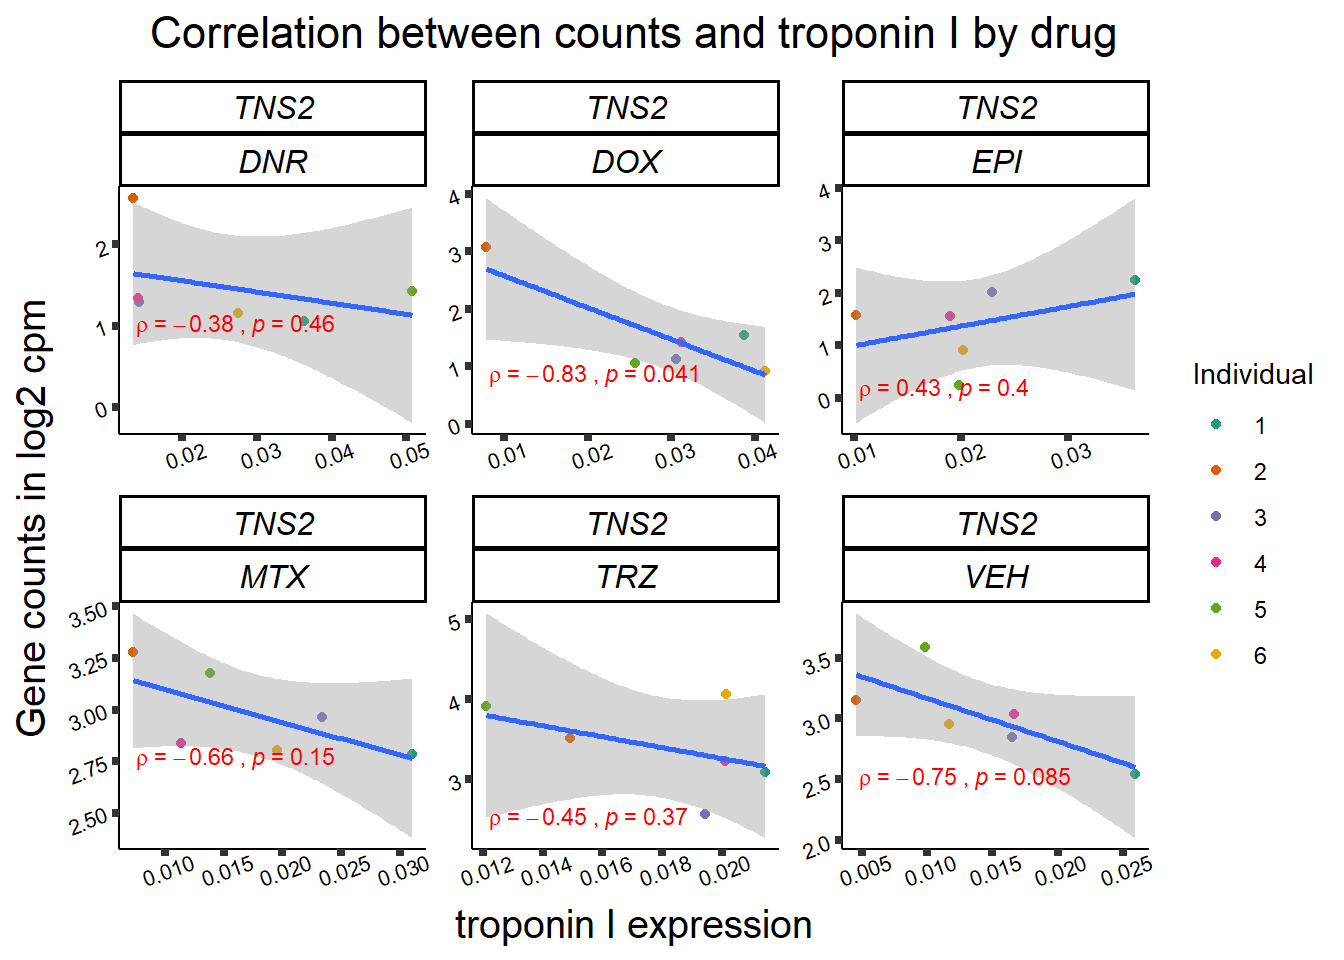 Correlation between counts and troponin I by drug
TNS2 TNS2 TNS2
DNR DOX EPI
2
1
0
ρ = −0.38 , p = 0.46
0.02 0.03 0.04 0.05
4
3
2
1
0
ρ = −0.83 , p = 0.041
0.01 0.02 0.03 0.04
4
3
2
1
0
ρ = 0.43 , p = 0.4
0.01 0.02 0.03
TNS2 TNS2 TNS2
MTX TRZ VEH
3.50
3.25
3.00
2.75
2.50
ρ = −0.66 , p = 0.15
0.010 0.015 0.020 0.025 0.030
5
4
3
ρ = −0.45 , p = 0.37
0.012 0.014 0.016 0.018 0.020
3.5
3.0
2.5
2.0
ρ = −0.75 , p = 0.085
0.005 0.010 0.015 0.020 0.025
Gene counts in log2 cpm
troponin I expression
Individual
1
2
3
4
5
6